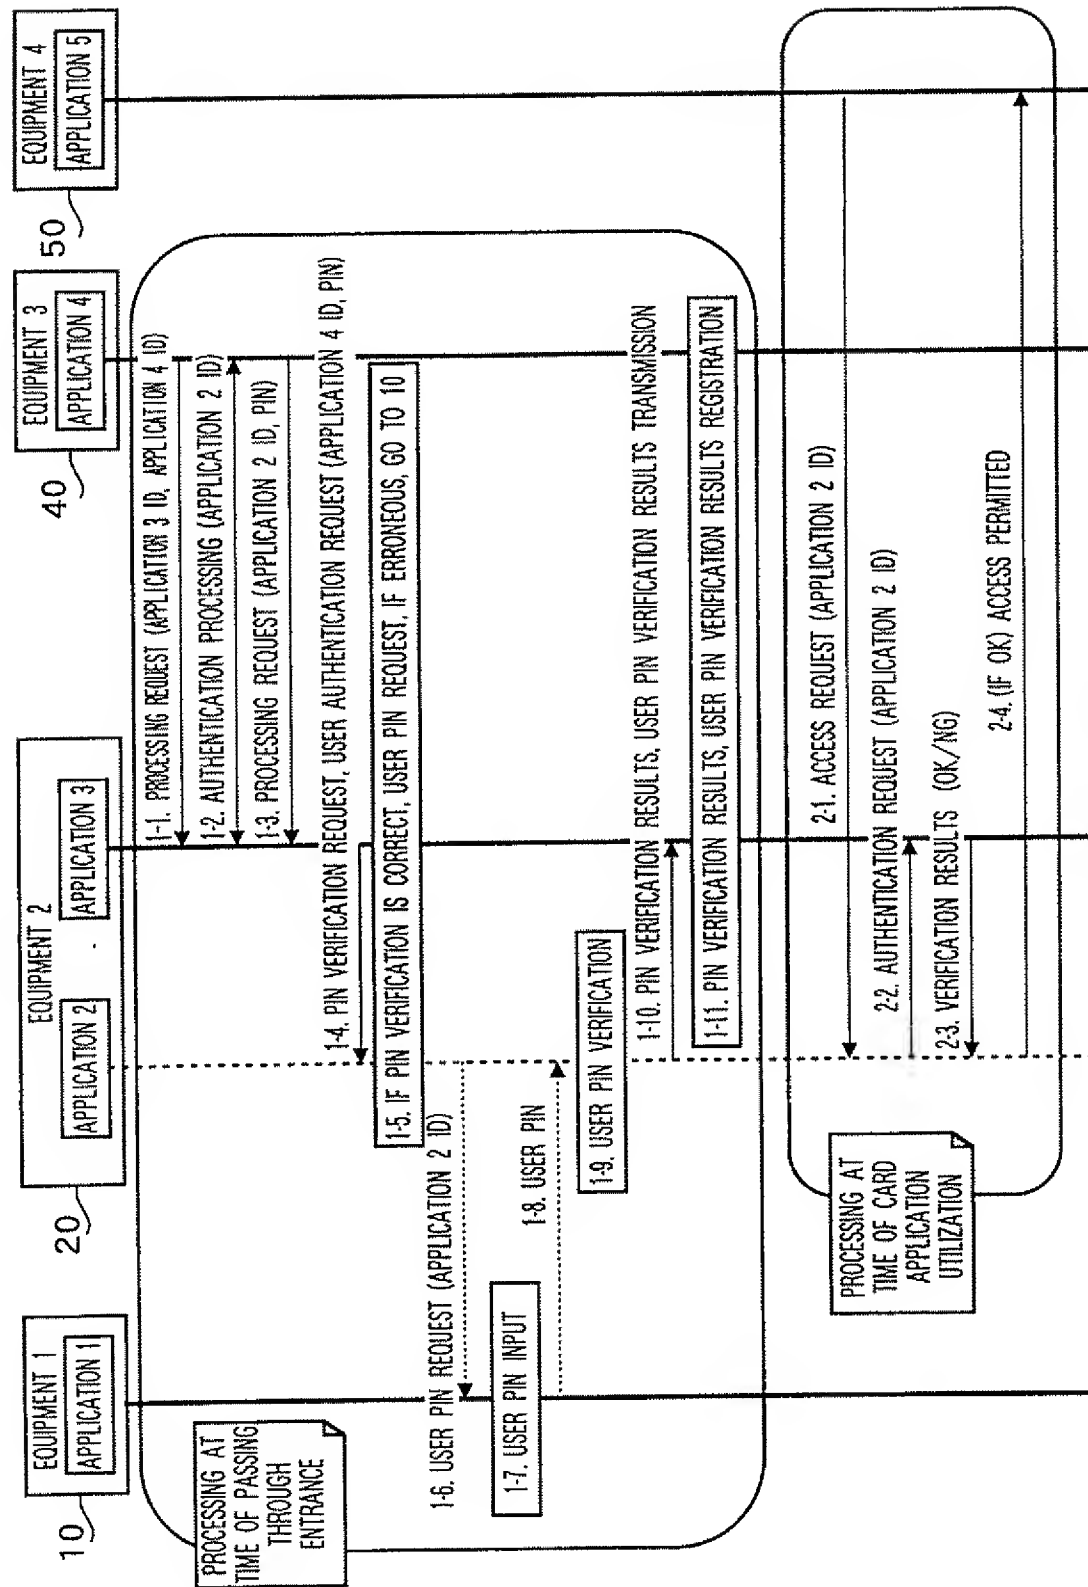 EQUIPMENT 1
APPLICATION 1
10
EQUIPMENT 2
APPLICATION 2
APPLICATION 3
20
EQUIPMENT 3
APPLICATION 4
40
EQUIPMENT 4
APPLICATION 5
50
PROCESSING AT
TIME OF PASSING
THROUGH
ENTRANCE
1-1. PROCESSING REQUEST (APPLICATION 3 ID, APPLICATION 4 ID)
1-2. AUTHENTICATION PROCESSING (APPLICATION 2 ID)
1-3. PROCESSING REQUEST (APPLICATION 2 ID, PIN)
1-4. PIN VERIFICATION REQUEST, USER AUTHENTICATION REQUEST (APPLICATION 4 ID, PIN)
1-5. IF PIN VERIFICATION IS CORRECT, USER PIN REQUEST, IF ERRONEOUS, GO TO 10
1-6. USER PIN REQUEST (APPLICATION 2 ID)
1-7. USER PIN INPUT
1-8. USER PIN
1-9. USER PIN VERIFICATION
1-10. PIN VERIFICATION RESULTS, USER PIN VERIFICATION RESULTS TRANSMISSION
1-11. PIN VERIFICATION RESULTS, USER PIN VERIFICATION RESULTS REGISTRATION
PROCESSING AT
TIME OF CARD
APPLICATION
UTILIZATION
2-1. ACCESS REQUEST (APPLICATION 2 ID)
2-2. AUTHENTICATION REQUEST (APPLICATION 2 ID)
2-3. VERIFICATION RESULTS (OK/NG)
2-4. (IF OK) ACCESS PERMITTED